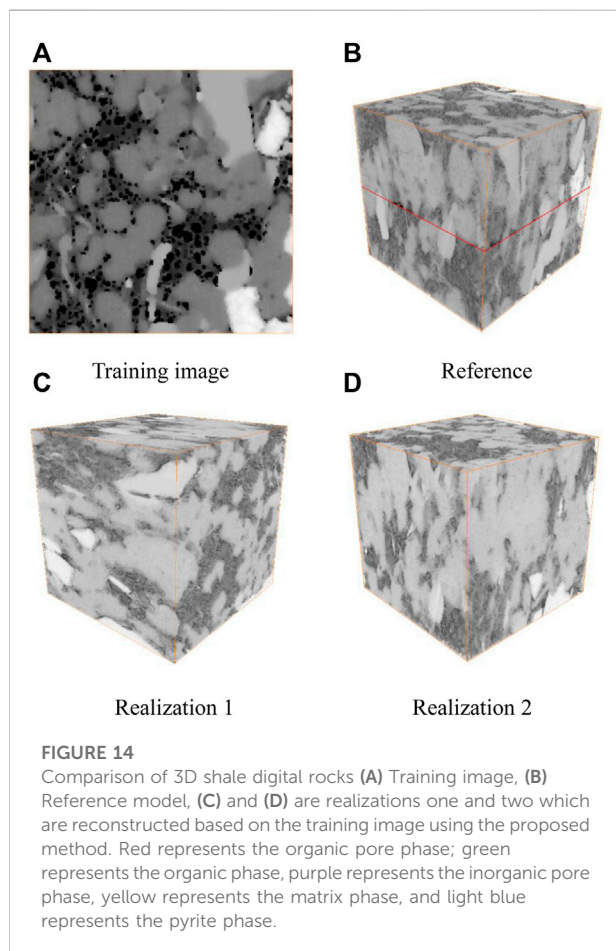 A
B
Training image
Reference
C
D
Realization 1
Realization 2
FIGURE 14
Comparison of 3D shale digital rocks (A) Training image, (B)
Reference model, (C) and (D) are realizations one and two which
are reconstructed based on the training image using the proposed
method. Red represents the organic pore phase; green
represents the organic phase, purple represents the inorganic pore
phase, yellow represents the matrix phase, and light blue
represents the pyrite phase.